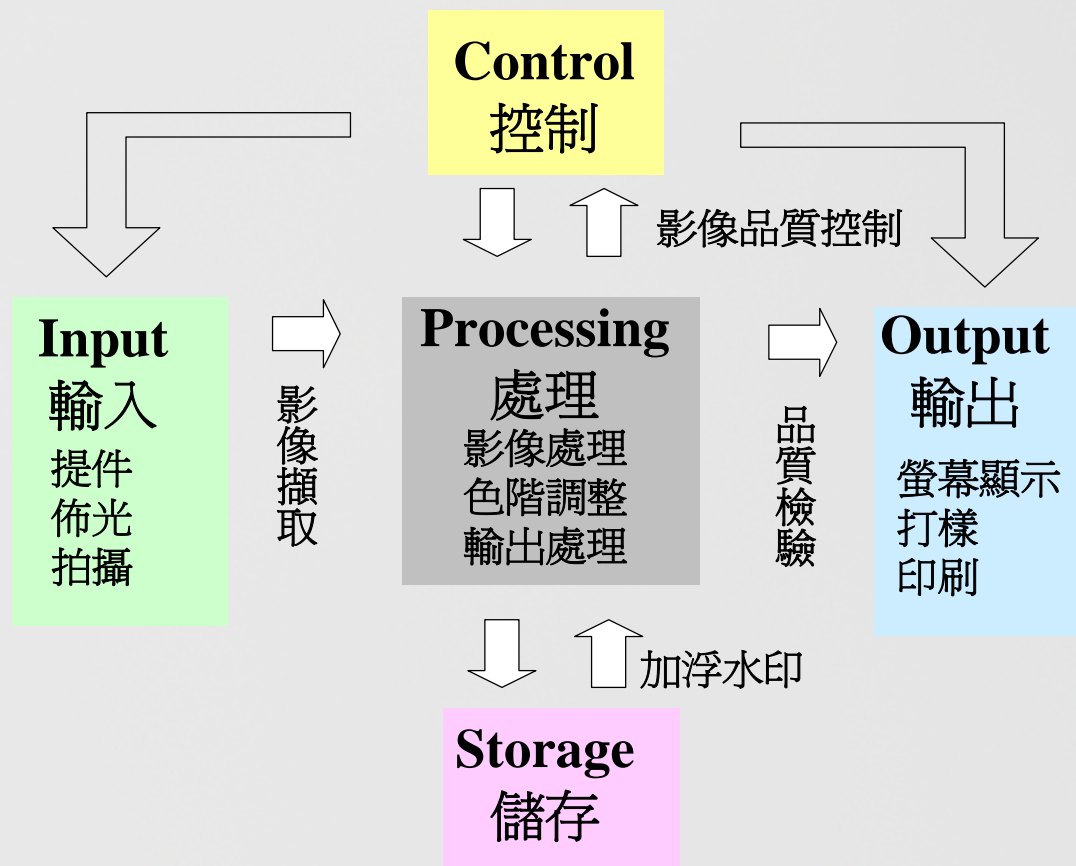 Control
控制
影像品質控制
Input
輸入
提件
佈光
拍攝
影像擷取
Processing
處理
影像處理
色階調整
輸出處理
品質檢驗
Output
輸出
螢幕顯示
打樣
印刷
加浮水印
Storage
儲存